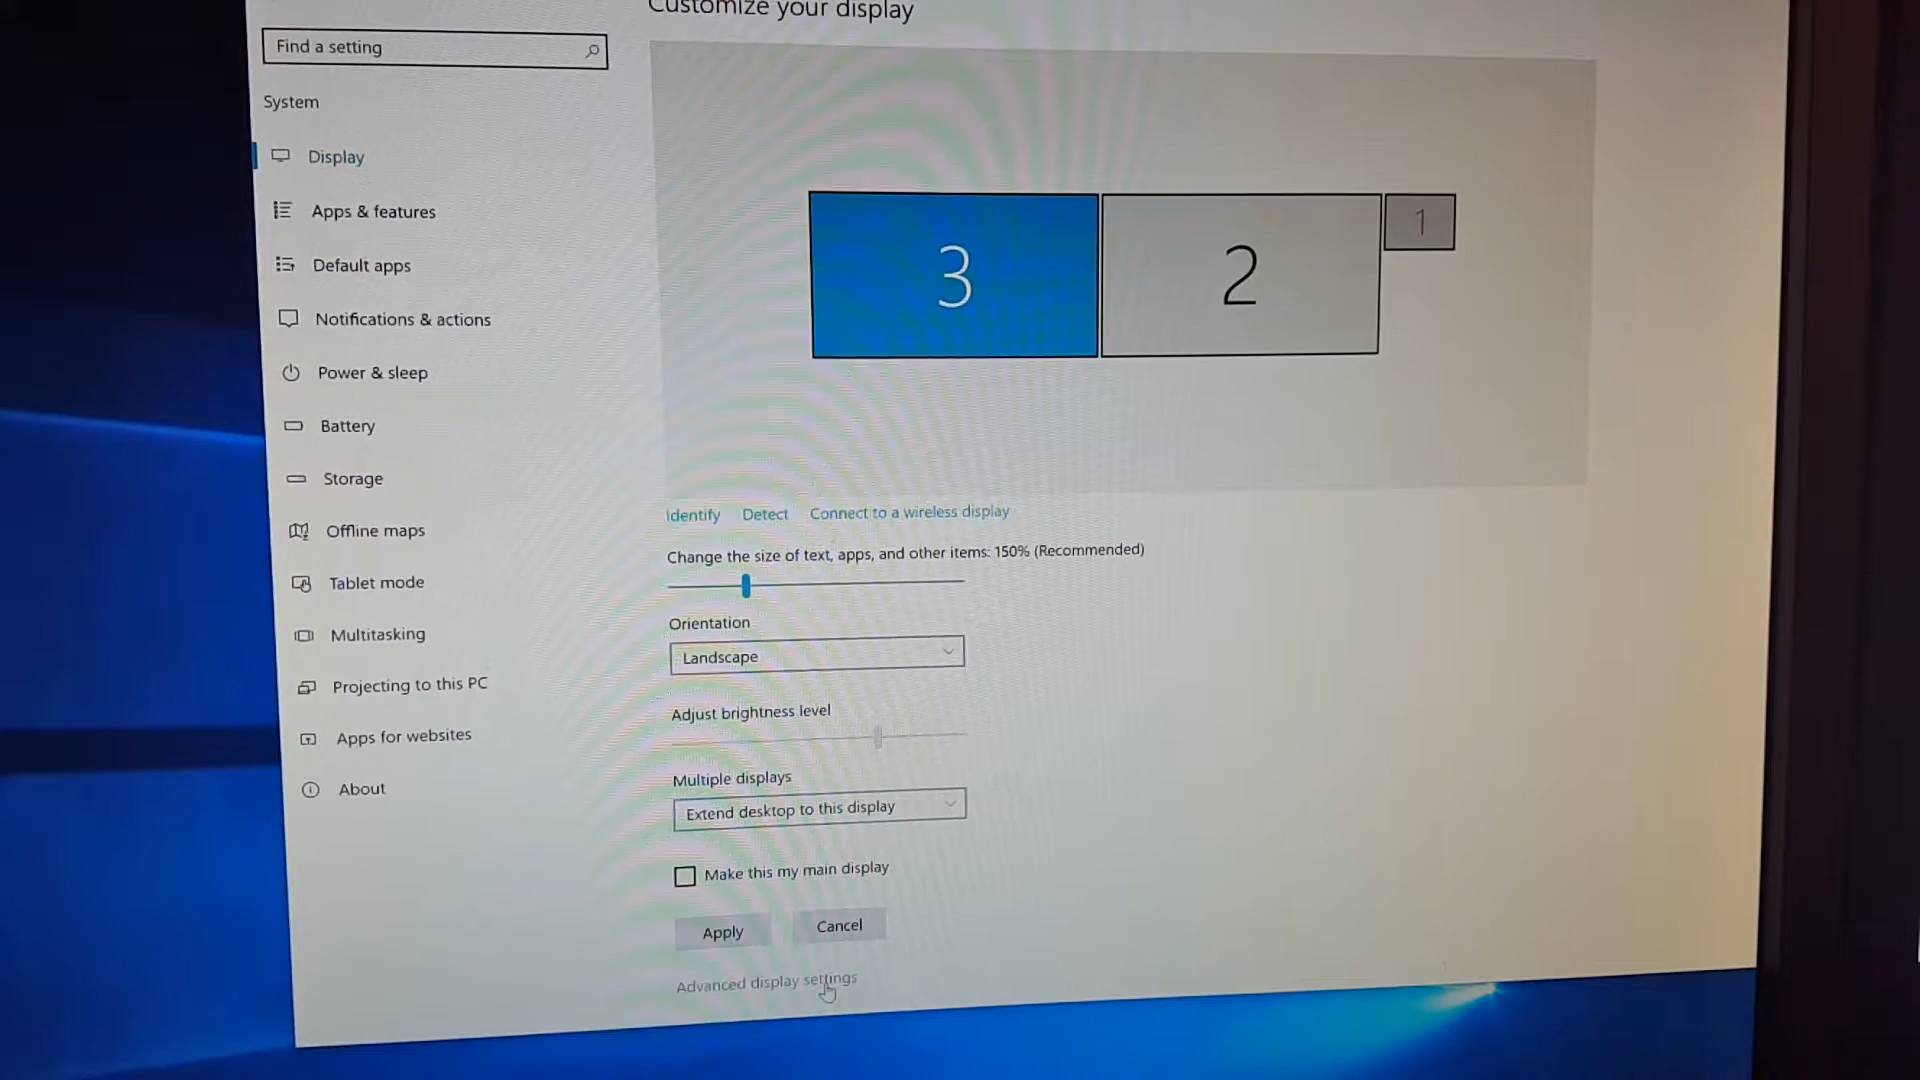 Customize your display
Find a setting
System
Display
Apps & features
Default apps
Notifications & actions
Power & sleep
Battery
Storage
Offline maps
Tablet mode
Multitasking
Projecting to this PC
Apps for websites
About
3
2
1
Identify Detect Connect to a wireless display
Change the size of text, apps, and other items: 150% (Recommended)
Orientation
Landscape
Adjust brightness level
Multiple displays
Extend desktop to this display
Make this my main display
Apply Cancel
Advanced display settings